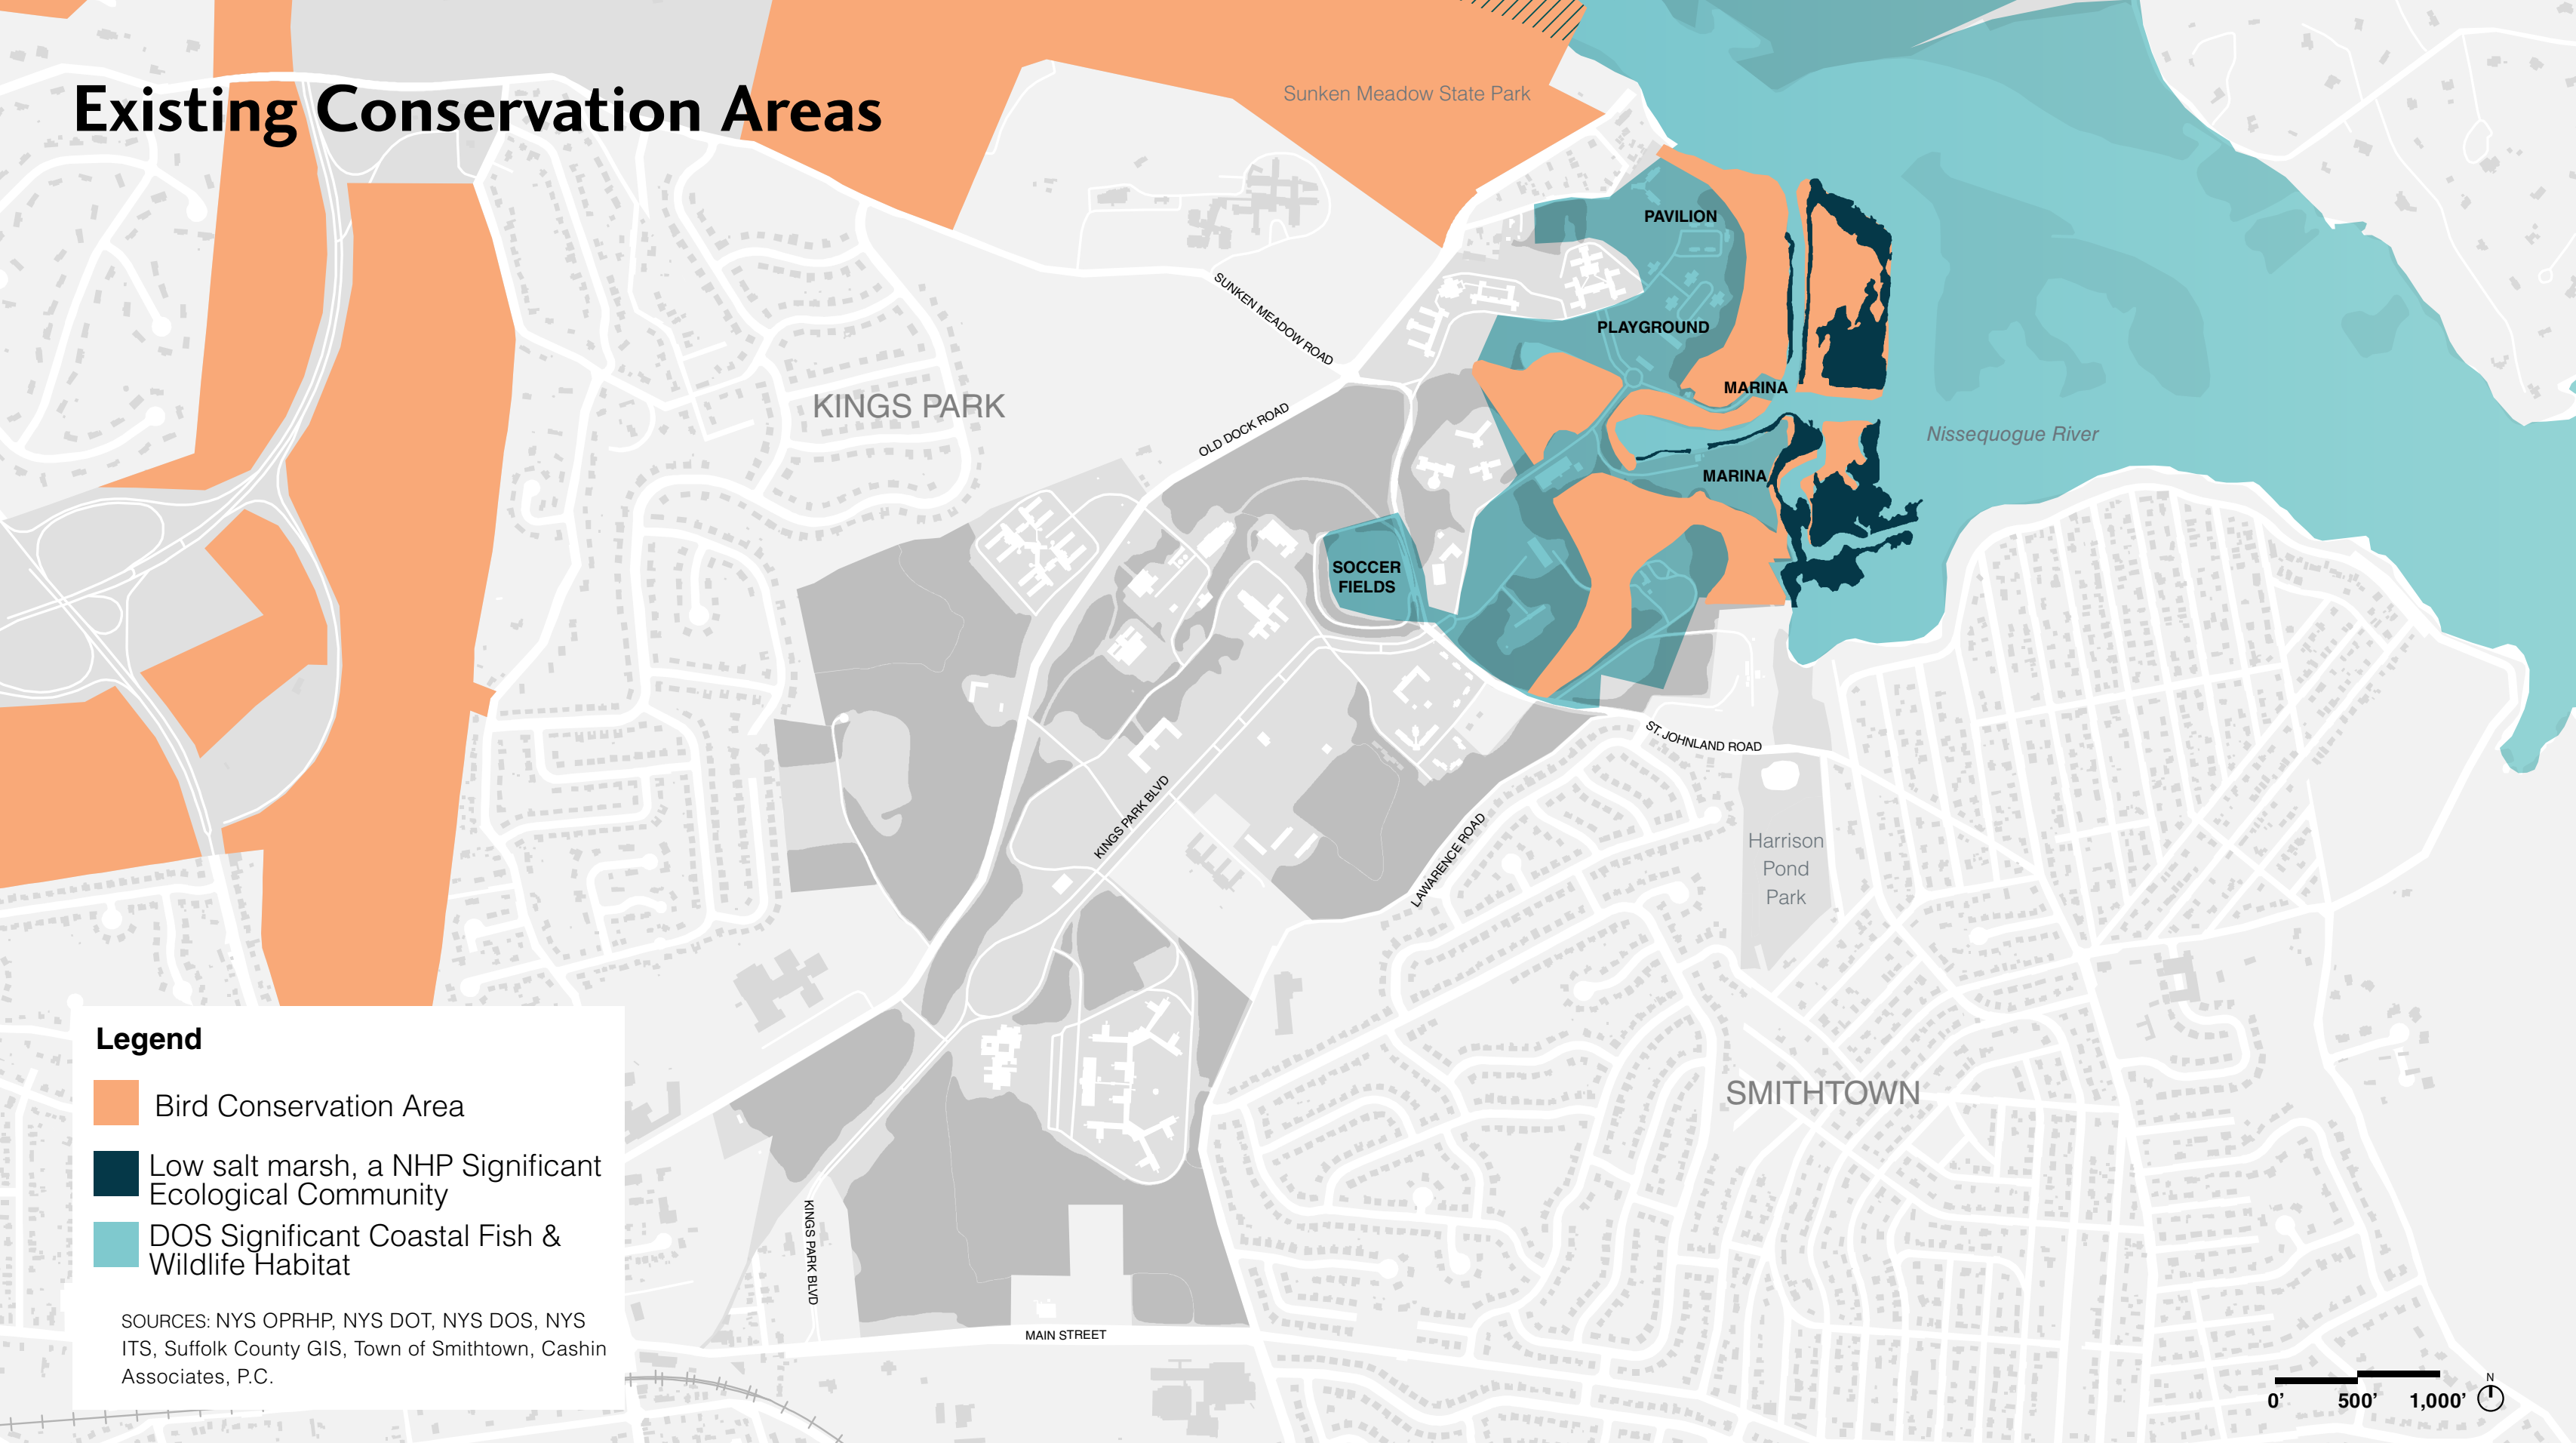 Existing Conservation Areas
Sunken Meadow State Park
PAVILION
SUNKEN MEADOW ROAD
PLAYGROUND
MARINA
KINGS PARK
OLD DOCK ROAD
Nissequogue River
MARINA
SOCCER
FIELDS
ST. JOHNLAND ROAD
KINGS PARK BLVD
LAWARENCE ROAD
Harrison
Pond
Park
SMITHTOWN
KINGS PARK BLVD
MAIN STREET
Legend
Bird Conservation Area
Low salt marsh, a NHP Significant
Ecological Community
DOS Significant Coastal Fish &
Wildlife Habitat
SOURCES: NYS OPRHP, NYS DOT, NYS DOS, NYS
ITS, Suffolk County GIS, Town of Smithtown, Cashin
Associates, P.C.
N
0' 500' 1,000'